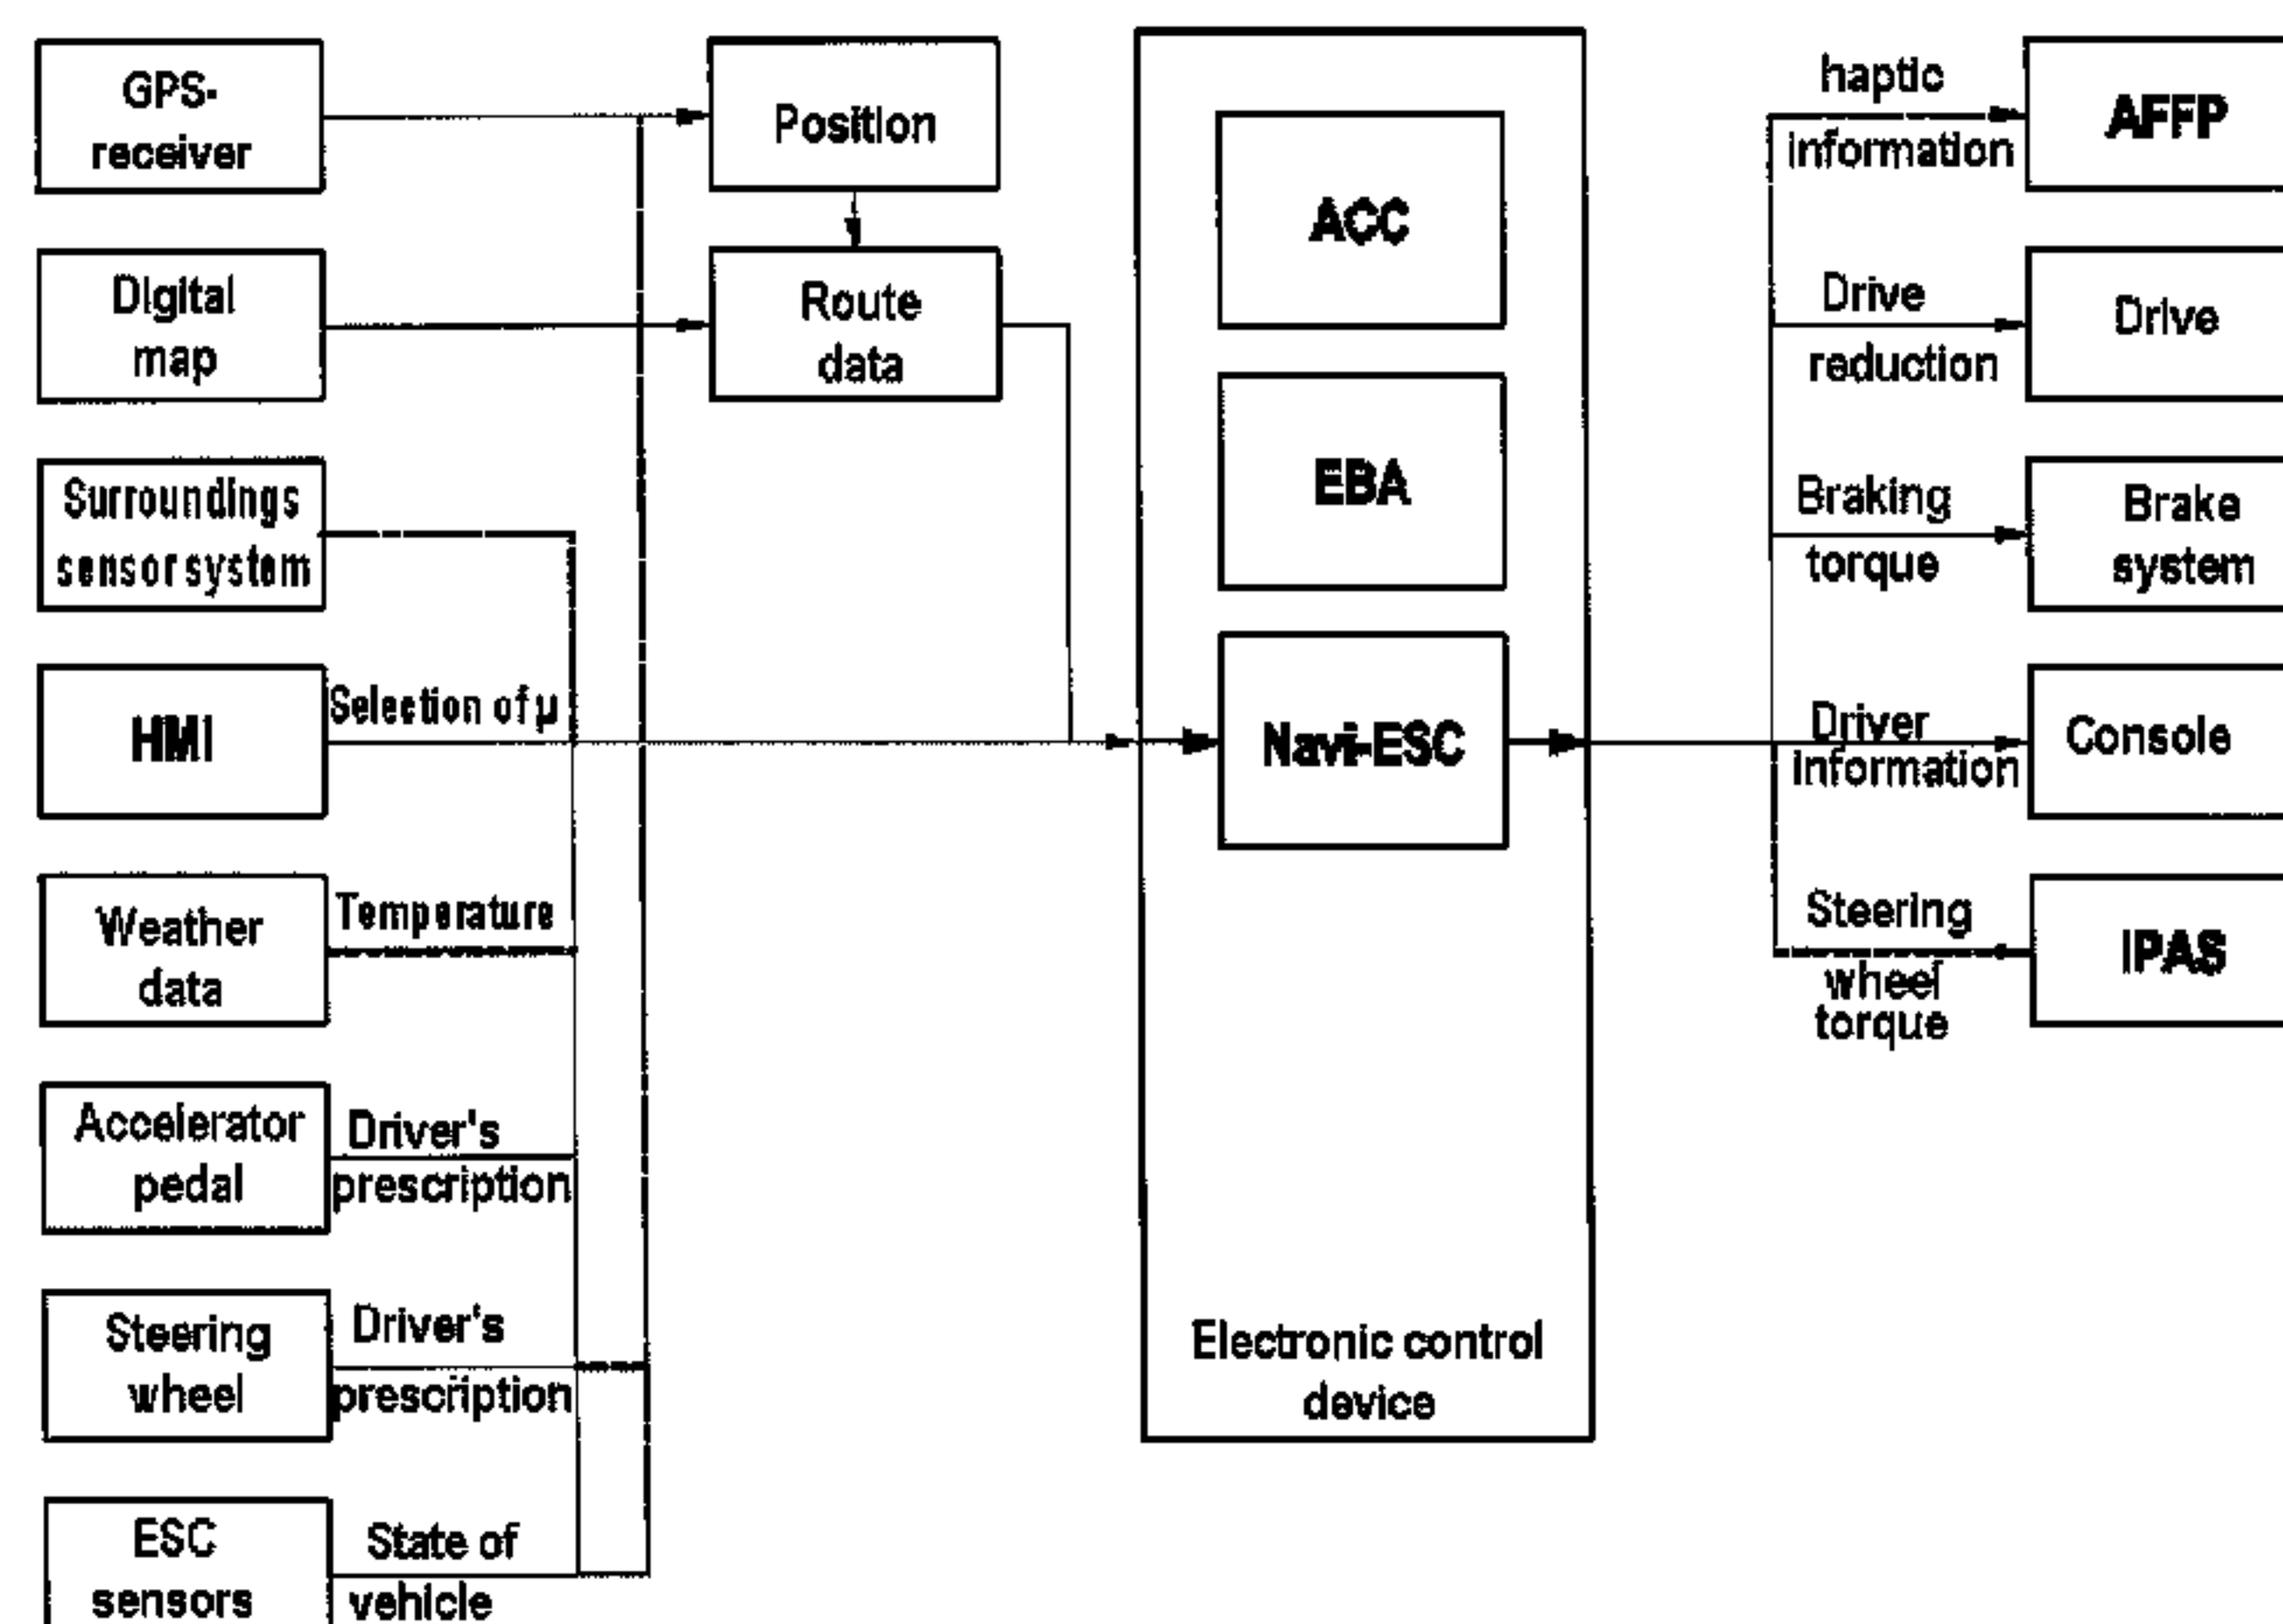 GPS-
receiver
Digital
map
Surroundings
sensor system
HMI
Selection of µ
Weather
data
Temperature
Accelerator
pedal
Driver's
prescription
Steering
wheel
Driver's
prescription
ESC
sensors
State of
vehicle
Position
Route
data
ACC
EBA
Navi-ESC
Electronic control
device
haptic
information
AFFP
Drive
reduction
Drive
Braking
torque
Brake
system
Driver
information
Console
Steering
wheel
torque
IPAS